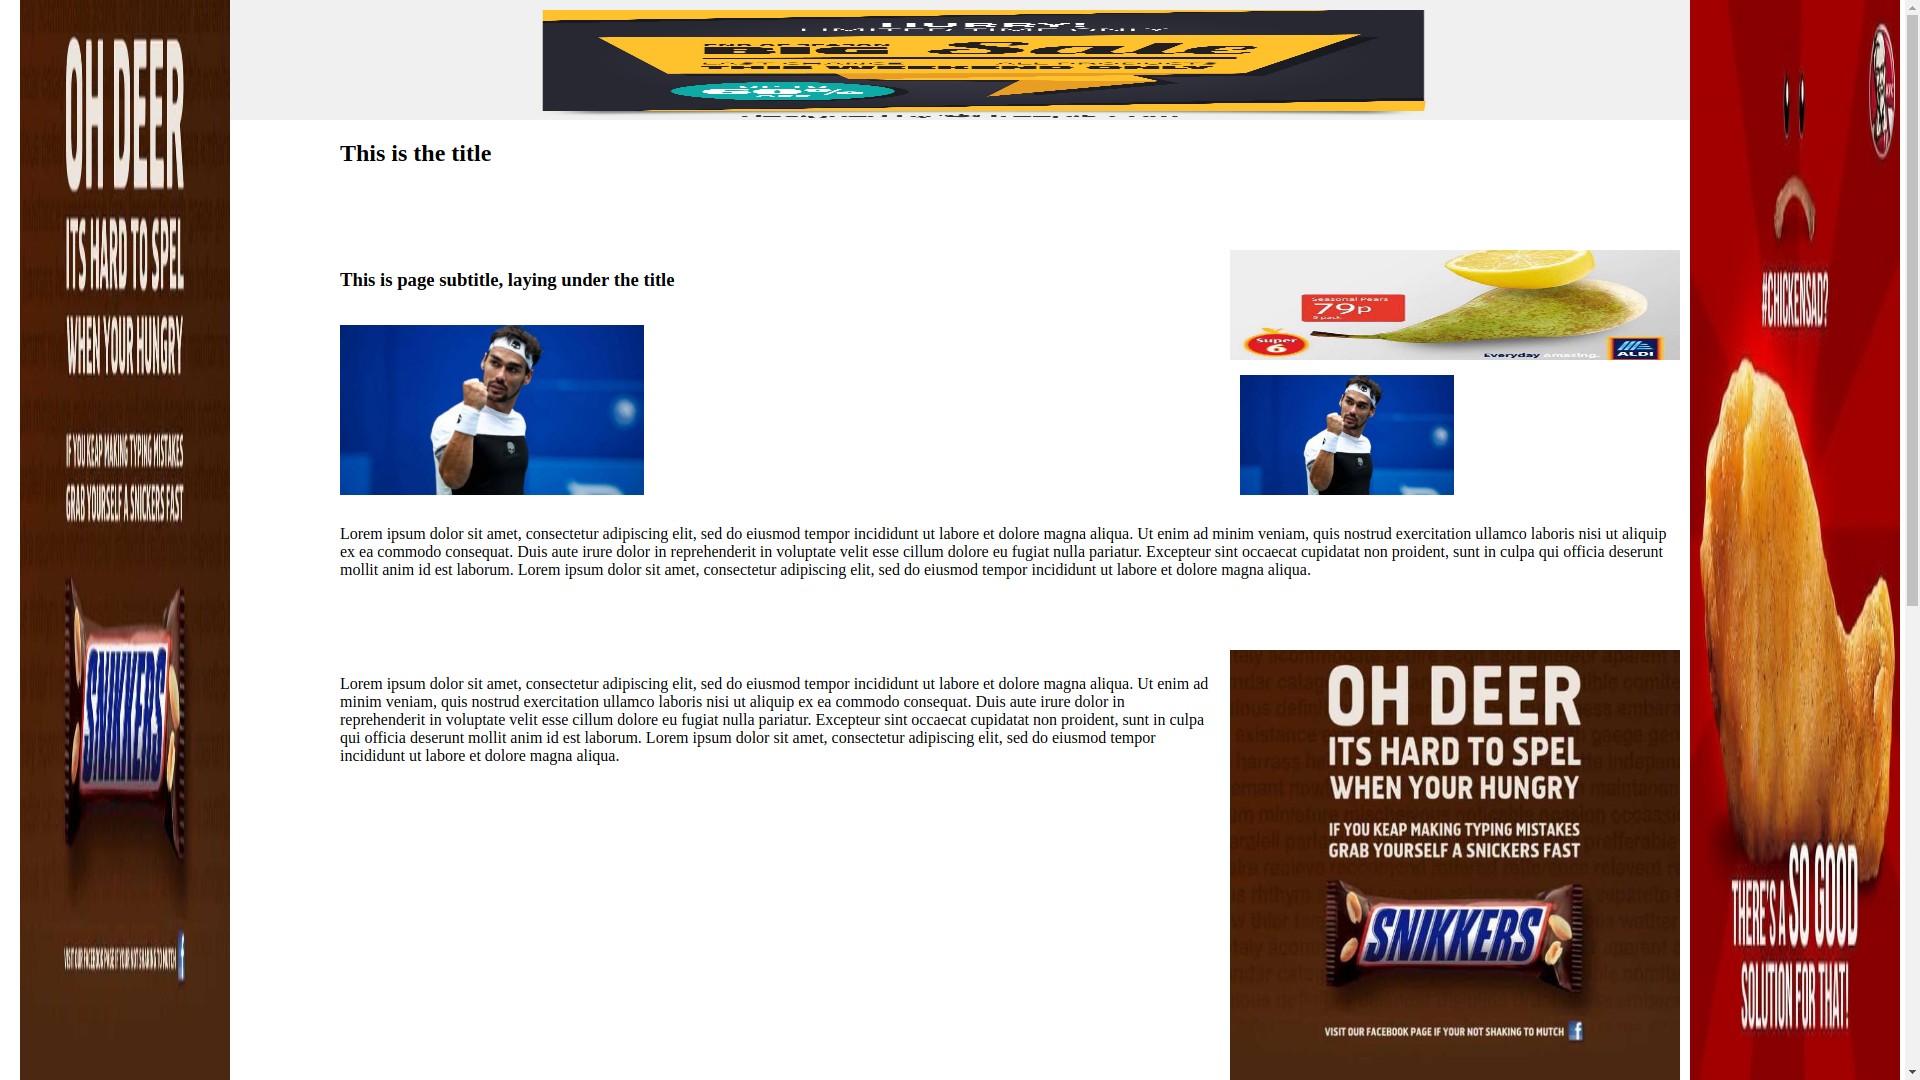 OH DEER
ITS HARD TO SPEL
WHEN YOUR HUNGRY
IF YOU KEAP MAKING TYPING MISTAKES
GRAB YOURSELF A SNICKERS FAST
SNIKKERS
VISIT OUR FACEBOOK PAGE IF YOUR NOT SHAKING TO MUTCH f
HURRY!
LIMITED TIME ONLY
BIG Sale
THIS WEEKEND ONLY
60%
This is the title
This is page subtitle, laying under the title
Seasonal Pears
79p
Super
6
Everyday Amazing.
ALDI
Lorem ipsum dolor sit amet, consectetur adipiscing elit, sed do eiusmod tempor incididunt ut labore et dolore magna aliqua. Ut enim ad minim veniam, quis nostrud exercitation ullamco laboris nisi ut aliquip
ex ea commodo consequat. Duis aute irure dolor in reprehenderit in voluptate velit esse cillum dolore eu fugiat nulla pariatur. Excepteur sint occaecat cupidatat non proident, sunt in culpa qui officia deserunt
mollit anim id est laborum. Lorem ipsum dolor sit amet, consectetur adipiscing elit, sed do eiusmod tempor incididunt ut labore et dolore magna aliqua.
Lorem ipsum dolor sit amet, consectetur adipiscing elit, sed do eiusmod tempor incididunt ut labore et dolore magna aliqua. Ut enim ad
minim veniam, quis nostrud exercitation ullamco laboris nisi ut aliquip ex ea commodo consequat. Duis aute irure dolor in
reprehenderit in voluptate velit esse cillum dolore eu fugiat nulla pariatur. Excepteur sint occaecat cupidatat non proident, sunt in culpa
qui officia deserunt mollit anim id est laborum. Lorem ipsum dolor sit amet, consectetur adipiscing elit, sed do eiusmod tempor
incididunt ut labore et dolore magna aliqua.
OH DEER
ITS HARD TO SPEL
WHEN YOUR HUNGRY
IF YOU KEAP MAKING TYPING MISTAKES
GRAB YOURSELF A SNICKERS FAST
SNIKKERS
VISIT OUR FACEBOOK PAGE IF YOUR NOT SHAKING TO MUTCH f
KFC
#CHICKENSAD?
THERE'S A SO GOOD
SOLUTION FOR THAT!